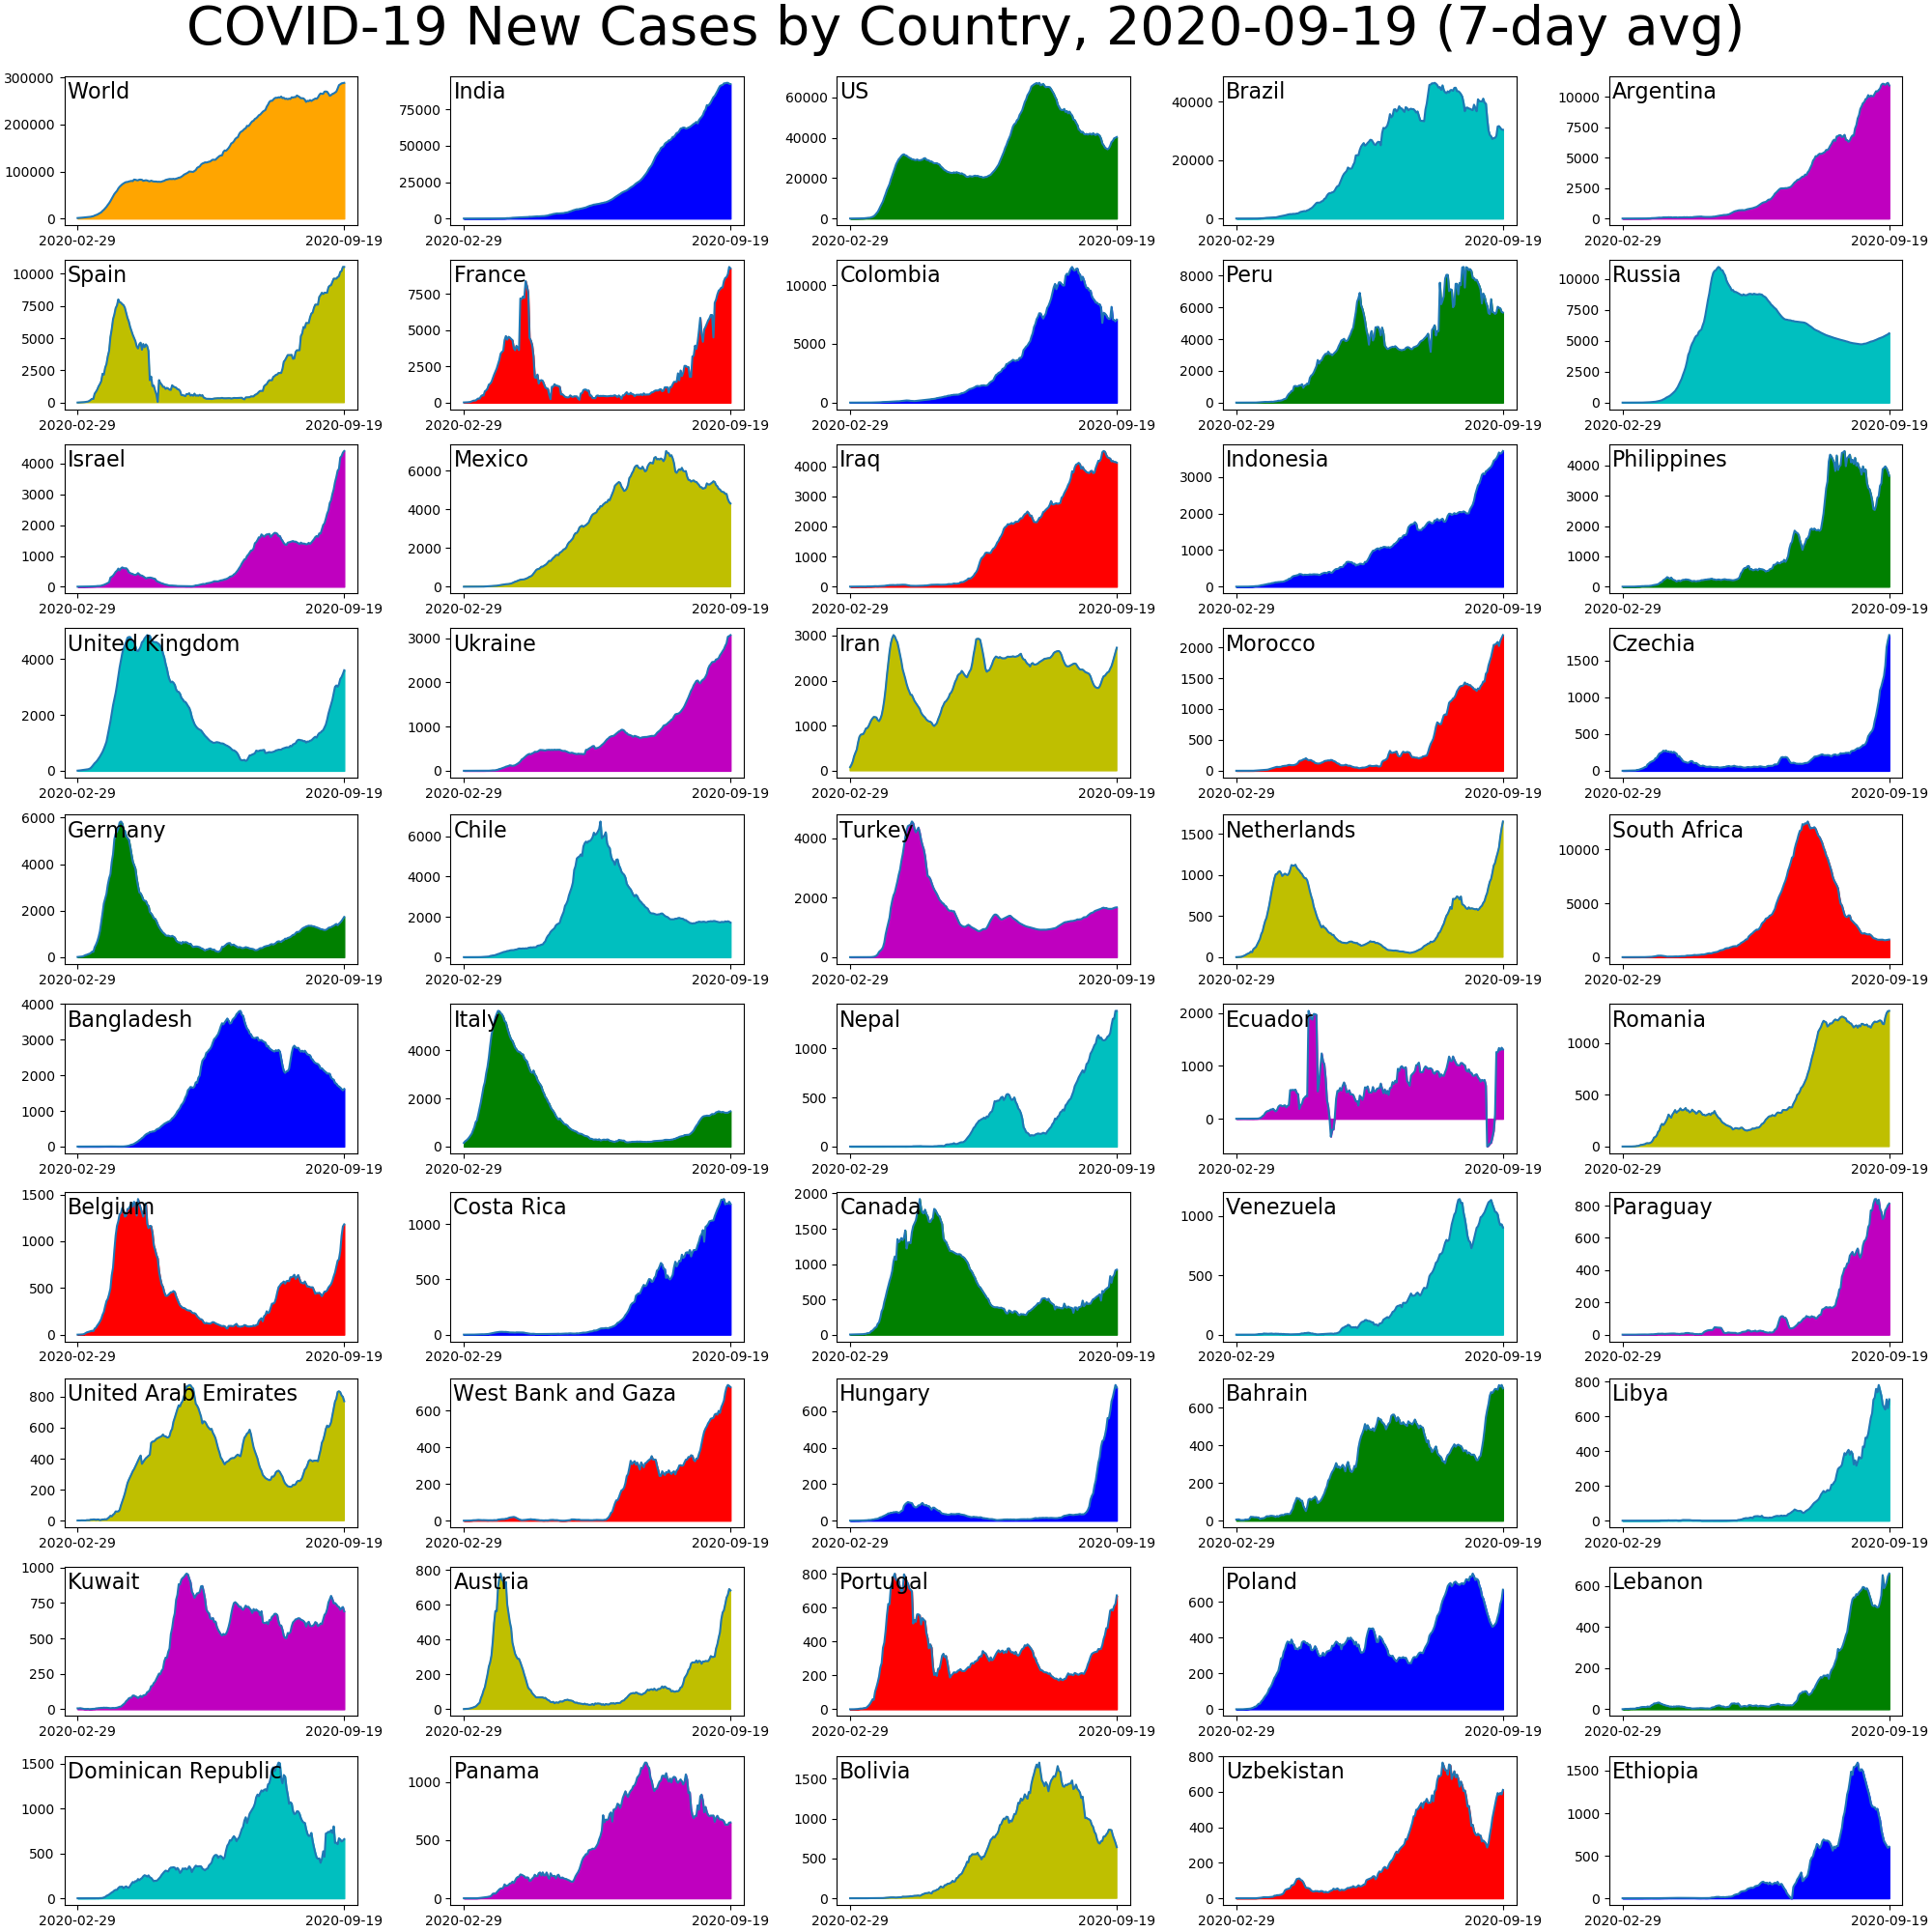 COVID-19 New Cases by Country, 2020-09-19 (7-day avg)
World India US Brazil Argentina
300000 200000 100000 0
75000 50000 25000 0
60000 40000 20000 0
40000 20000 0
10000 7500 5000 2500 0
2020-02-29 2020-09-19 2020-02-29 2020-09-19 2020-02-29 2020-09-19 2020-02-29 2020-09-19 2020-02-29 2020-09-19
Spain France Colombia Peru Russia
10000 7500 5000 2500 0
7500 5000 2500 0
10000 5000 0
8000 6000 4000 2000 0
10000 7500 5000 2500 0
2020-02-29 2020-09-19 2020-02-29 2020-09-19 2020-02-29 2020-09-19 2020-02-29 2020-09-19 2020-02-29 2020-09-19
Israel Mexico Iraq Indonesia Philippines
4000 3000 2000 1000 0
6000 4000 2000 0
4000 3000 2000 1000 0
3000 2000 1000 0
4000 3000 2000 1000 0
2020-02-29 2020-09-19 2020-02-29 2020-09-19 2020-02-29 2020-09-19 2020-02-29 2020-09-19 2020-02-29 2020-09-19
United Kingdom Ukraine Iran Morocco Czechia
4000 2000 0
3000 2000 1000 0
3000 2000 1000 0
2000 1500 1000 500 0
1500 1000 500 0
2020-02-29 2020-09-19 2020-02-29 2020-09-19 2020-02-29 2020-09-19 2020-02-29 2020-09-19 2020-02-29 2020-09-19
Germany Chile Turkey Netherlands South Africa
6000 4000 2000 0
6000 4000 2000 0
4000 2000 0
1500 1000 500 0
10000 5000 0
2020-02-29 2020-09-19 2020-02-29 2020-09-19 2020-02-29 2020-09-19 2020-02-29 2020-09-19 2020-02-29 2020-09-19
Bangladesh Italy Nepal Ecuador Romania
4000 3000 2000 1000 0
4000 2000 0
1000 500 0
2000 1000 0
1000 500 0
2020-02-29 2020-09-19 2020-02-29 2020-09-19 2020-02-29 2020-09-19 2020-02-29 2020-09-19 2020-02-29 2020-09-19
Belgium Costa Rica Canada Venezuela Paraguay
1500 1000 500 0
1000 500 0
2000 1500 1000 500 0
1000 500 0
800 600 400 200 0
2020-02-29 2020-09-19 2020-02-29 2020-09-19 2020-02-29 2020-09-19 2020-02-29 2020-09-19 2020-02-29 2020-09-19
United Arab Emirates West Bank and Gaza Hungary Bahrain Libya
800 600 400 200 0
600 400 200 0
600 400 200 0
600 400 200 0
800 600 400 200 0
2020-02-29 2020-09-19 2020-02-29 2020-09-19 2020-02-29 2020-09-19 2020-02-29 2020-09-19 2020-02-29 2020-09-19
Kuwait Austria Portugal Poland Lebanon
1000 750 500 250 0
800 600 400 200 0
800 600 400 200 0
600 400 200 0
600 400 200 0
2020-02-29 2020-09-19 2020-02-29 2020-09-19 2020-02-29 2020-09-19 2020-02-29 2020-09-19 2020-02-29 2020-09-19
Dominican Republic Panama Bolivia Uzbekistan Ethiopia
1500 1000 500 0
1000 500 0
1500 1000 500 0
800 600 400 200 0
1500 1000 500 0
2020-02-29 2020-09-19 2020-02-29 2020-09-19 2020-02-29 2020-09-19 2020-02-29 2020-09-19 2020-02-29 2020-09-19